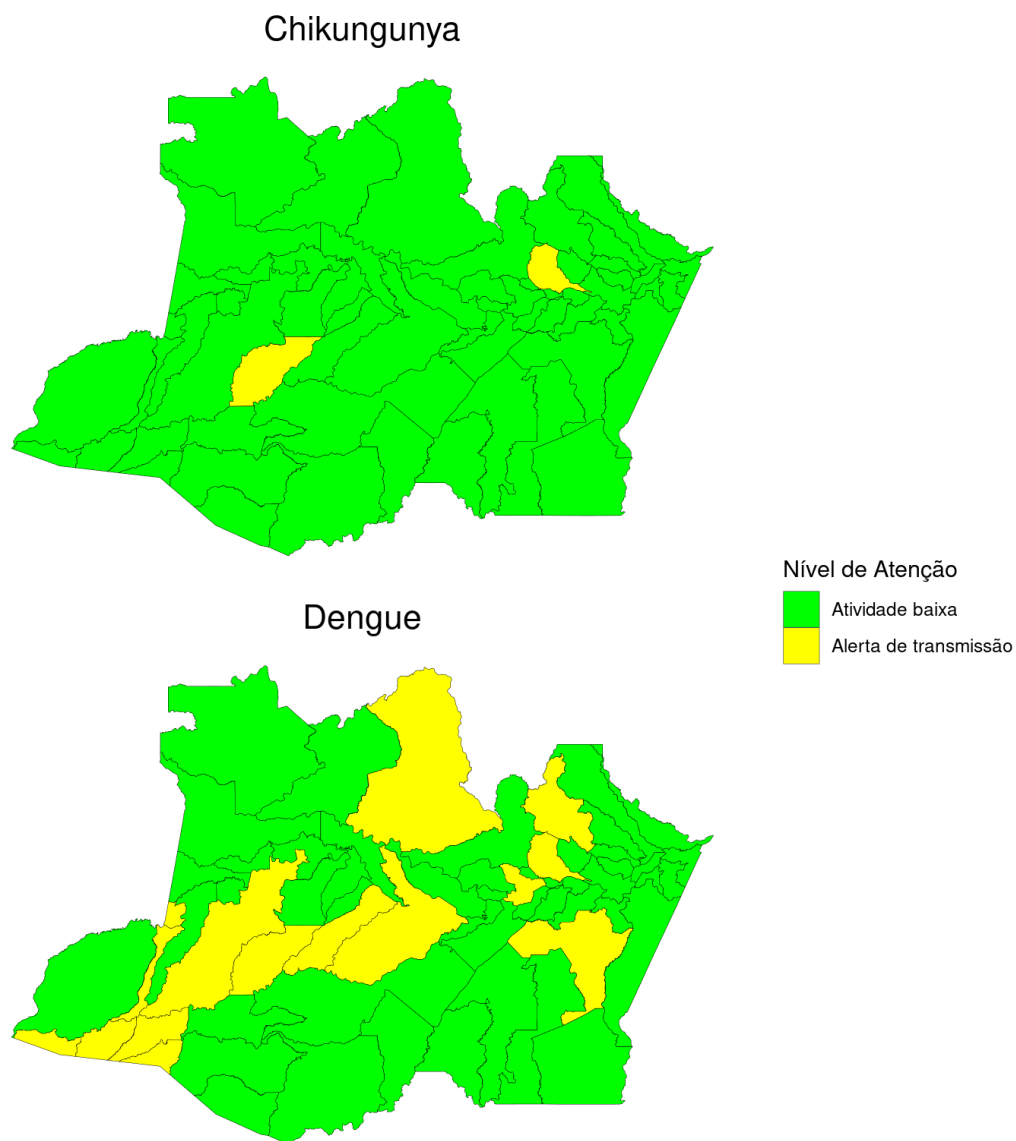 Chikungunya
Nível de Atenção
Atividade baixa
Alerta de transmissão
Dengue